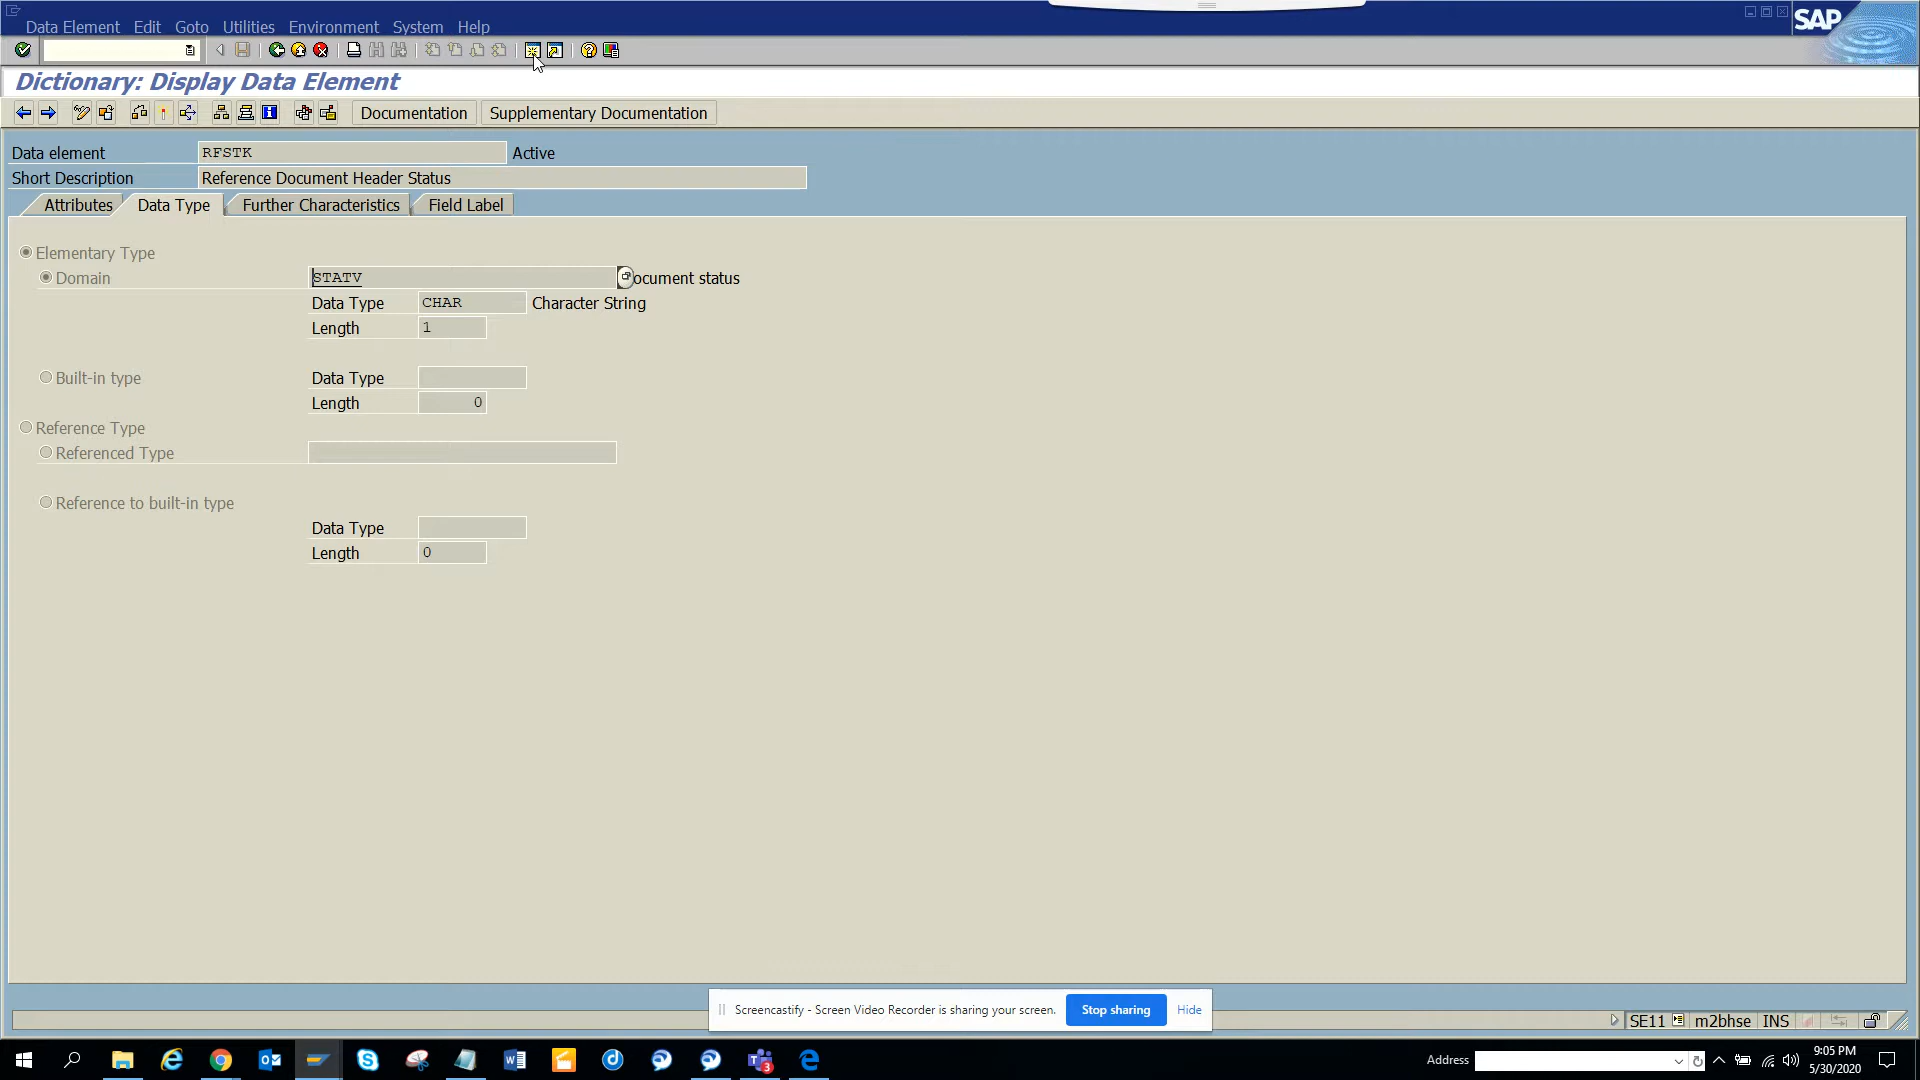 Data Element Edit Goto Utilities Environment System Help
SAP
Dictionary: Display Data Element
Documentation Supplementary Documentation
Data element RFSTK Active
Short Description Reference Document Header Status
Attributes Data Type Further Characteristics Field Label
Elementary Type
Domain STATV ocument status
Data Type CHAR Character String
Length 1
Built-in type Data Type
Length 0
Reference Type
Referenced Type
Reference to built-in type
Data Type
Length 0
Screencastify - Screen Video Recorder is sharing your screen. Stop sharing Hide
SE11 m2bhse INS
Address
9:05 PM
5/30/2020
3